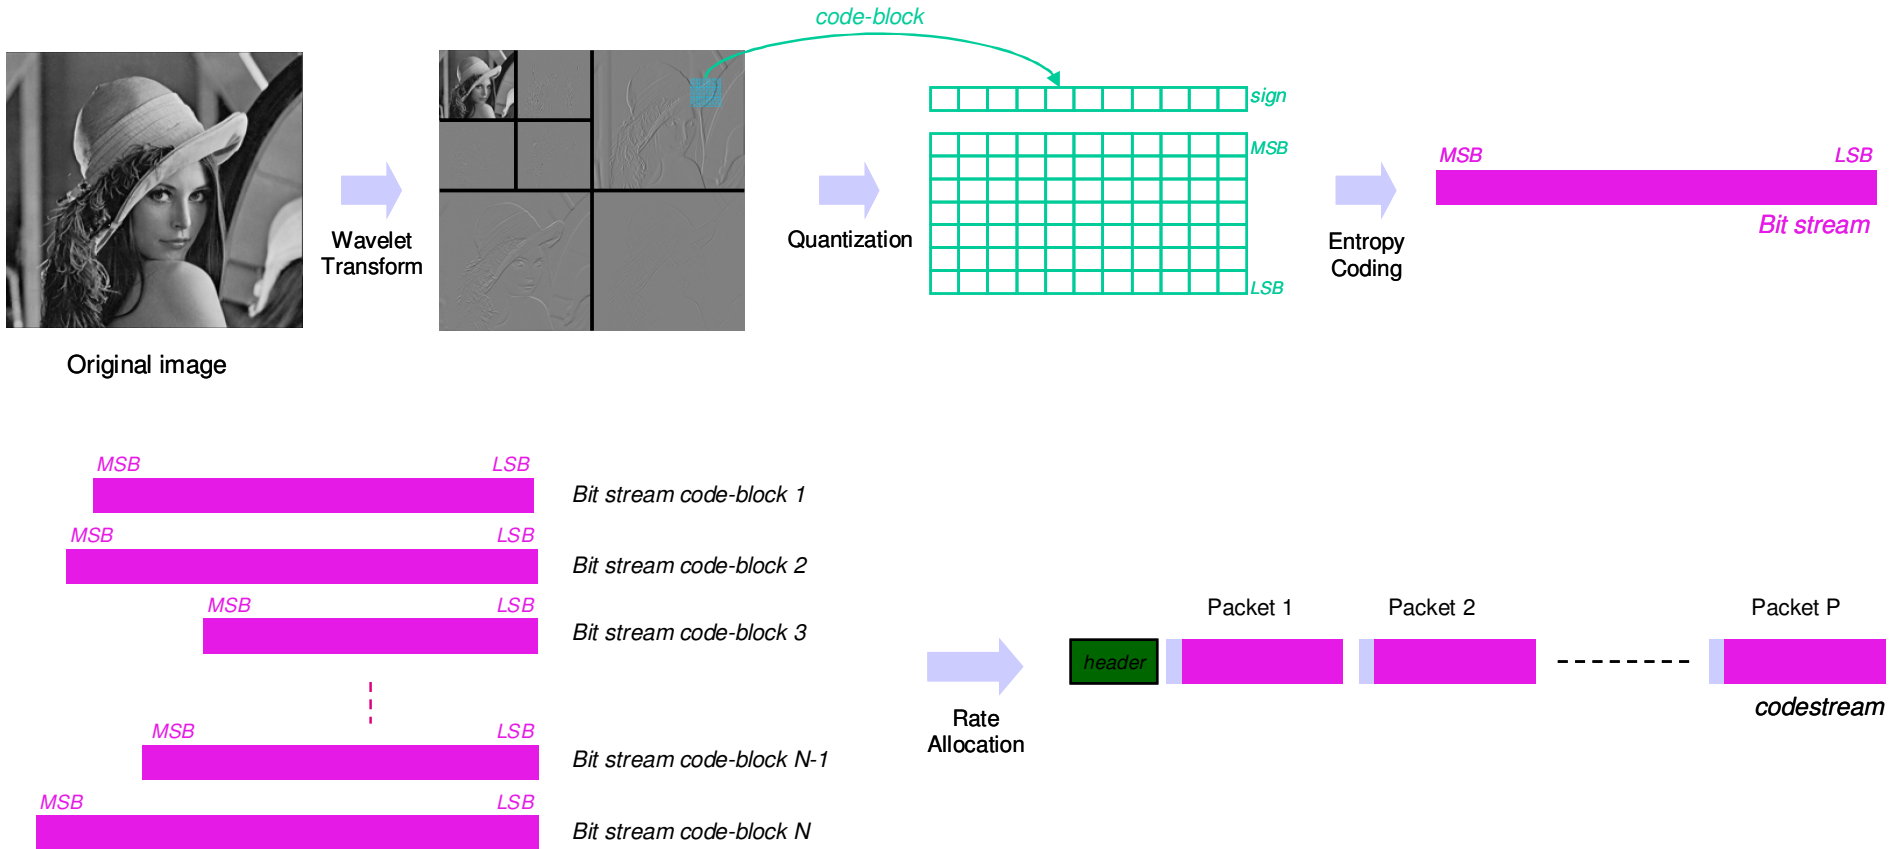 code-block
sign
MSB
LSB
MSB LSB
Bit stream
Wavelet
Transform
Quantization
Entropy
Coding
Original image
MSB LSB
Bit stream code-block 1
MSB LSB
Bit stream code-block 2
MSB LSB
Bit stream code-block 3
MSB LSB
Bit stream code-block N-1
MSB LSB
Bit stream code-block N
Rate
Allocation
Packet 1 Packet 2 Packet P
header
codestream